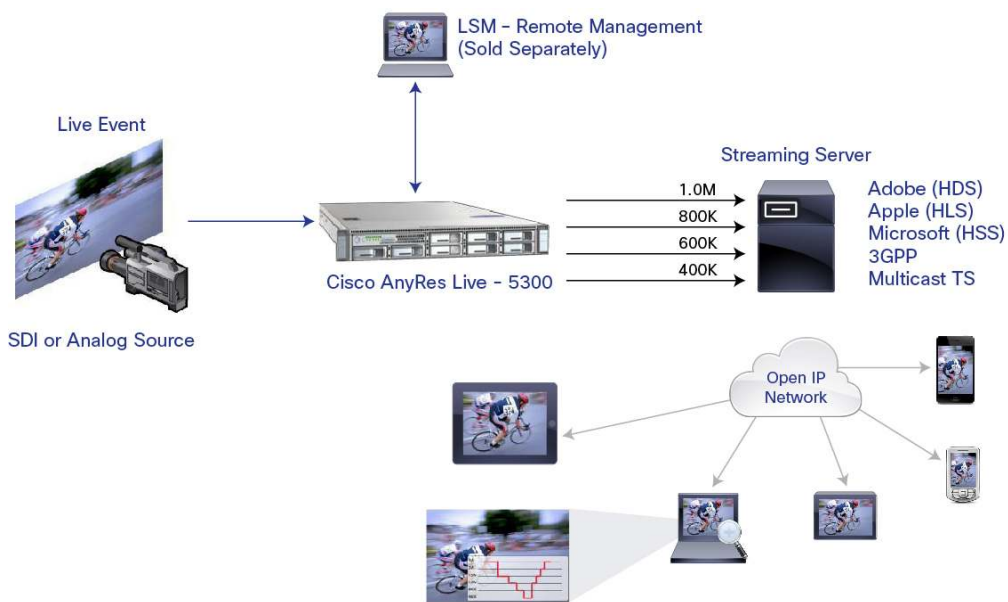 LSM – Remote Management
(Sold Separately)
Live Event
Streaming Server
1.0M
800K
600K
400K
Adobe (HDS)
Apple (HLS)
Microsoft (HSS)
3GPP
Multicast TS
Cisco AnyRes Live – 5300
SDI or Analog Source
Open IP
Network